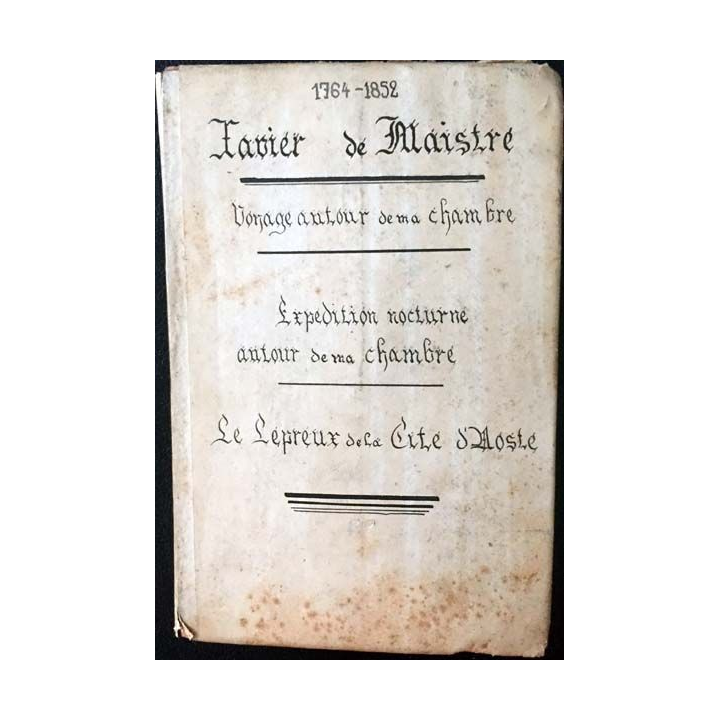 1764-1852
Xavier de Maistre
Voyage autour de ma chambre
Expédition nocturne
autour de ma chambre
Le Lépreux de la Cité d'Aoste